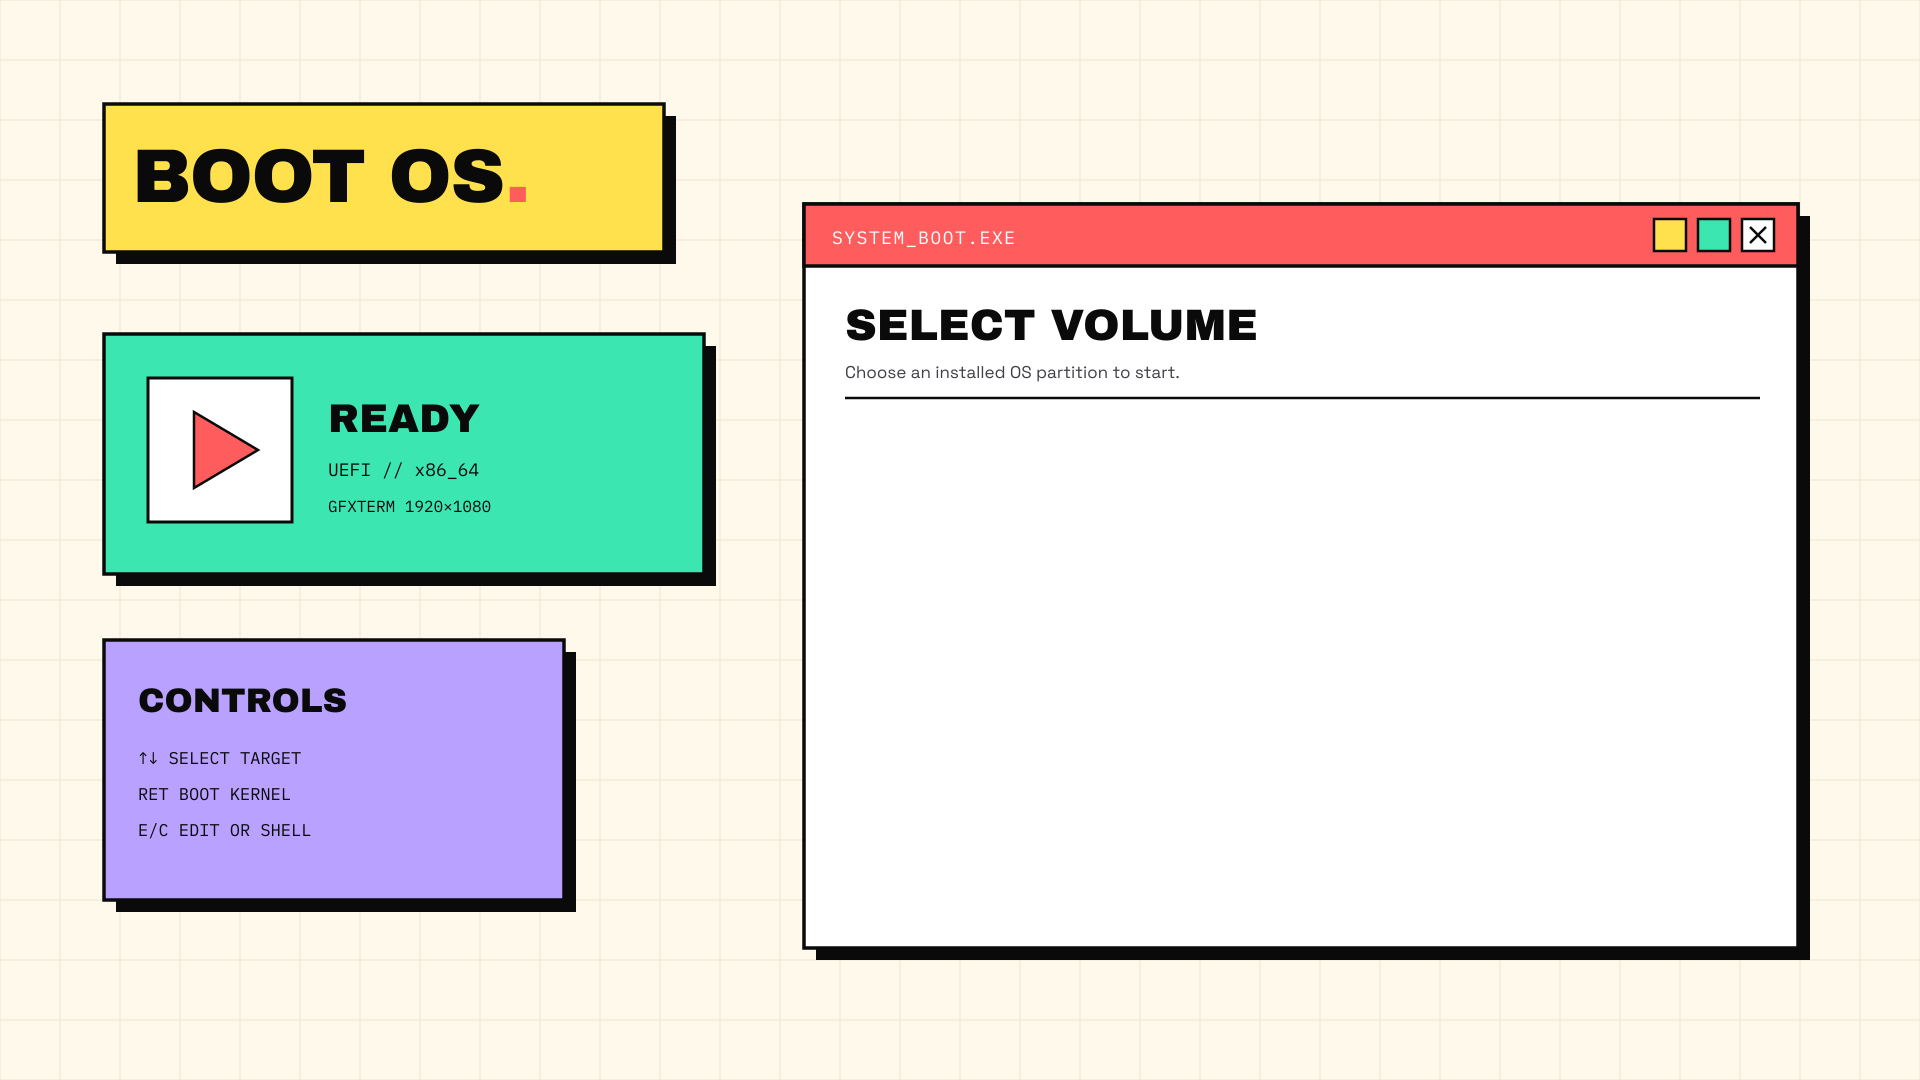 BOOT OS.
READY
UEFI // x86_64
GFXTERM 1920×1080
CONTROLS
↑↓ SELECT TARGET
RET BOOT KERNEL
E/C EDIT OR SHELL
SYSTEM_BOOT.EXE
SELECT VOLUME
Choose an installed OS partition to start.